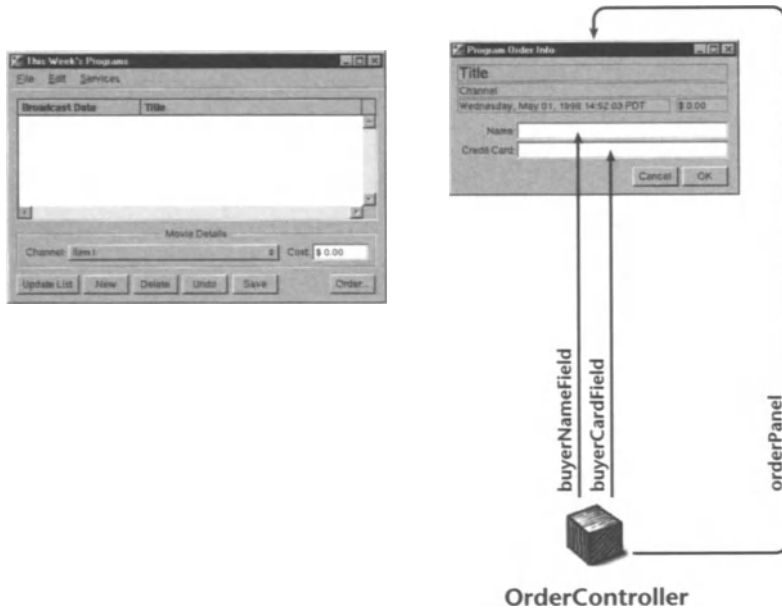 This Week's Programs
File Edit Services
Broadcast Date Title
Movie Details
Channel: Item1 Cost: $ 0.00
Update List New Delete Undo Save Order...
Program Order Info
Title
Channel
Wednesday, May 01, 1996 14:52:03 PDT $ 0.00
Name:
Credit Card:
Cancel OK
buyerNameField
buyerCardField
orderPanel
OrderController